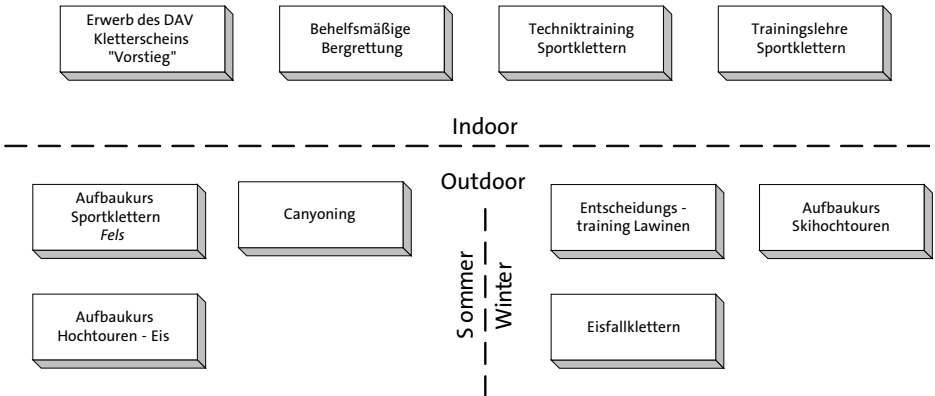 Erwerb des DAV
Kletterscheins
"Vorstieg"
Behelfsmäßige
Bergrettung
Techniktraining
Sportklettern
Trainingslehre
Sportklettern
Indoor
Outdoor
Aufbaukurs
Sportklettern
Fels
Canyoning
Entscheidungs -
training Lawinen
Aufbaukurs
Skihochtouren
S ommer
Winter
Aufbaukurs
Hochtouren - Eis
Eisfallklettern